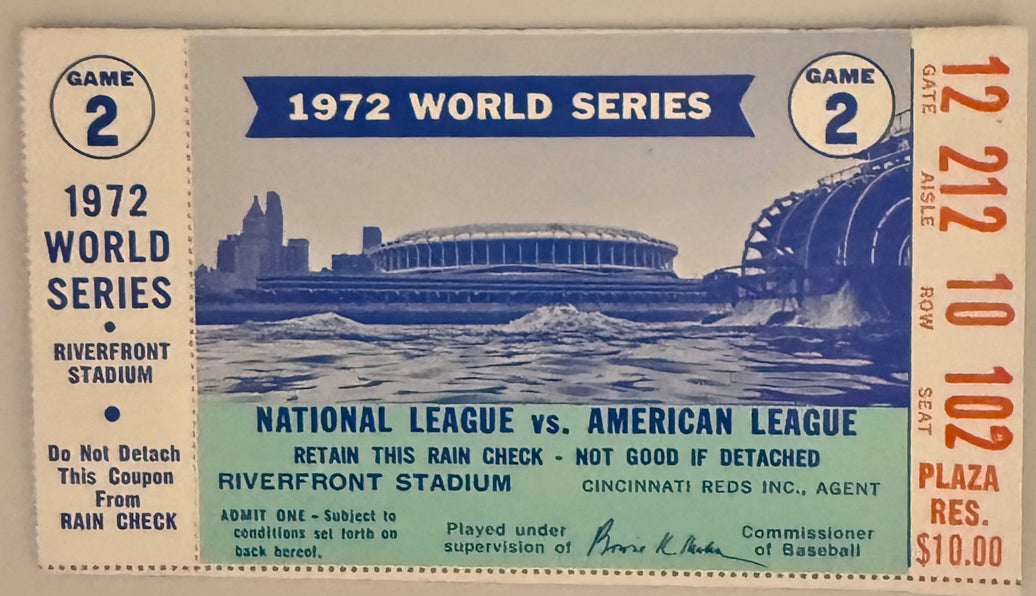 GAME
2
1972
WORLD
SERIES
•
RIVERFRONT
STADIUM
•
Do Not Detach
This Coupon
From
RAIN CHECK
1972 WORLD SERIES
GAME
2
NATIONAL LEAGUE vs. AMERICAN LEAGUE
RETAIN THIS RAIN CHECK - NOT GOOD IF DETACHED
RIVERFRONT STADIUM CINCINNATI REDS INC., AGENT
ADMIT ONE - Subject to
conditions set forth on
back hereof.
Played under
supervision of
Bowie K Kuhn
Commissioner
of Baseball
12 GATE
212 AISLE
10 ROW
102 SEAT
PLAZA
RES.
$10.00